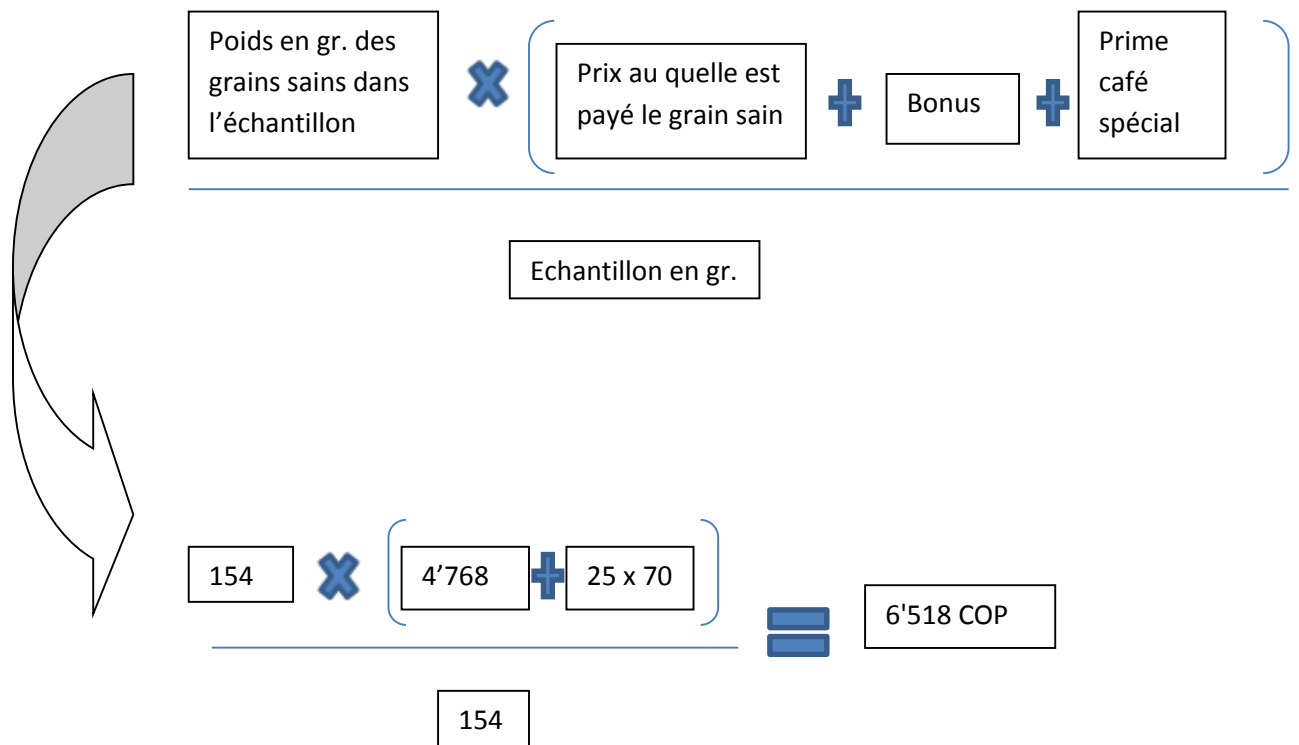 Poids en gr. des
grains sains dans
l’échantillon
Prix au quelle est
payé le grain sain
Bonus
Prime
café
spécial
Echantillon en gr.
154
4’768
25 x 70
6'518 COP
154